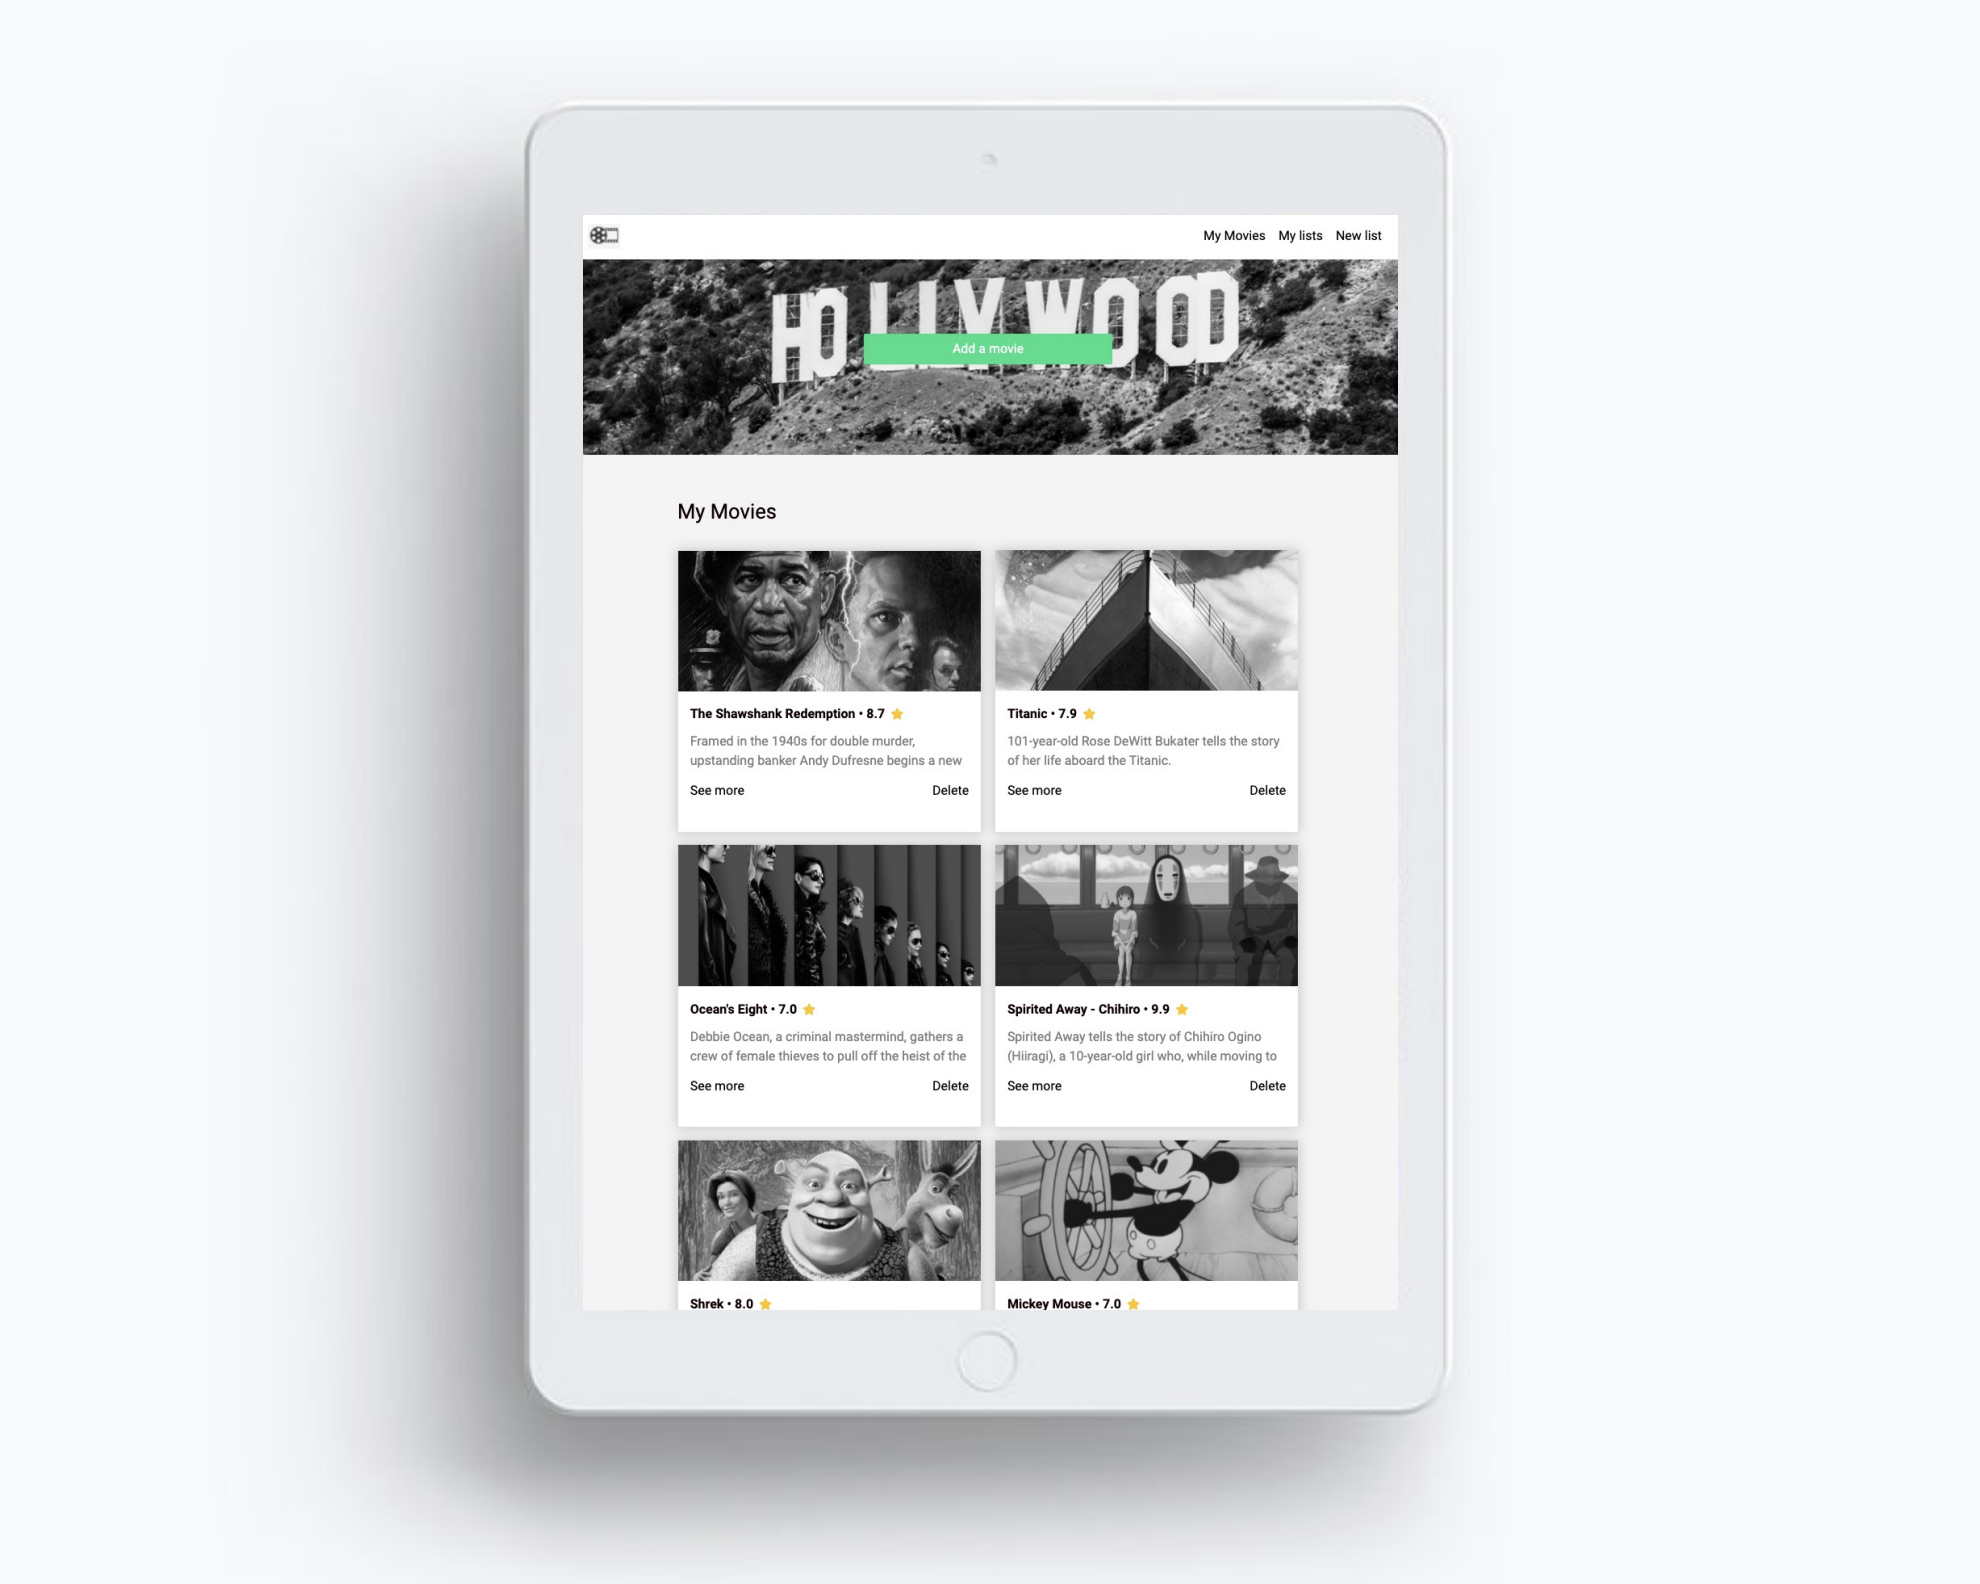 My Movies My lists New list
HOLLYWOOD
Add a movie
My Movies
The Shawshank Redemption • 8.7
Framed in the 1940s for double murder,
upstanding banker Andy Dufresne begins a new
See more Delete
Titanic • 7.9
101-year-old Rose DeWitt Bukater tells the story
of her life aboard the Titanic.
See more Delete
Ocean's Eight • 7.0
Debbie Ocean, a criminal mastermind, gathers a
crew of female thieves to pull off the heist of the
See more Delete
Spirited Away - Chihiro • 9.9
Spirited Away tells the story of Chihiro Ogino
(Hiiragi), a 10-year-old girl who, while moving to
See more Delete
Shrek • 8.0
Mickey Mouse • 7.0